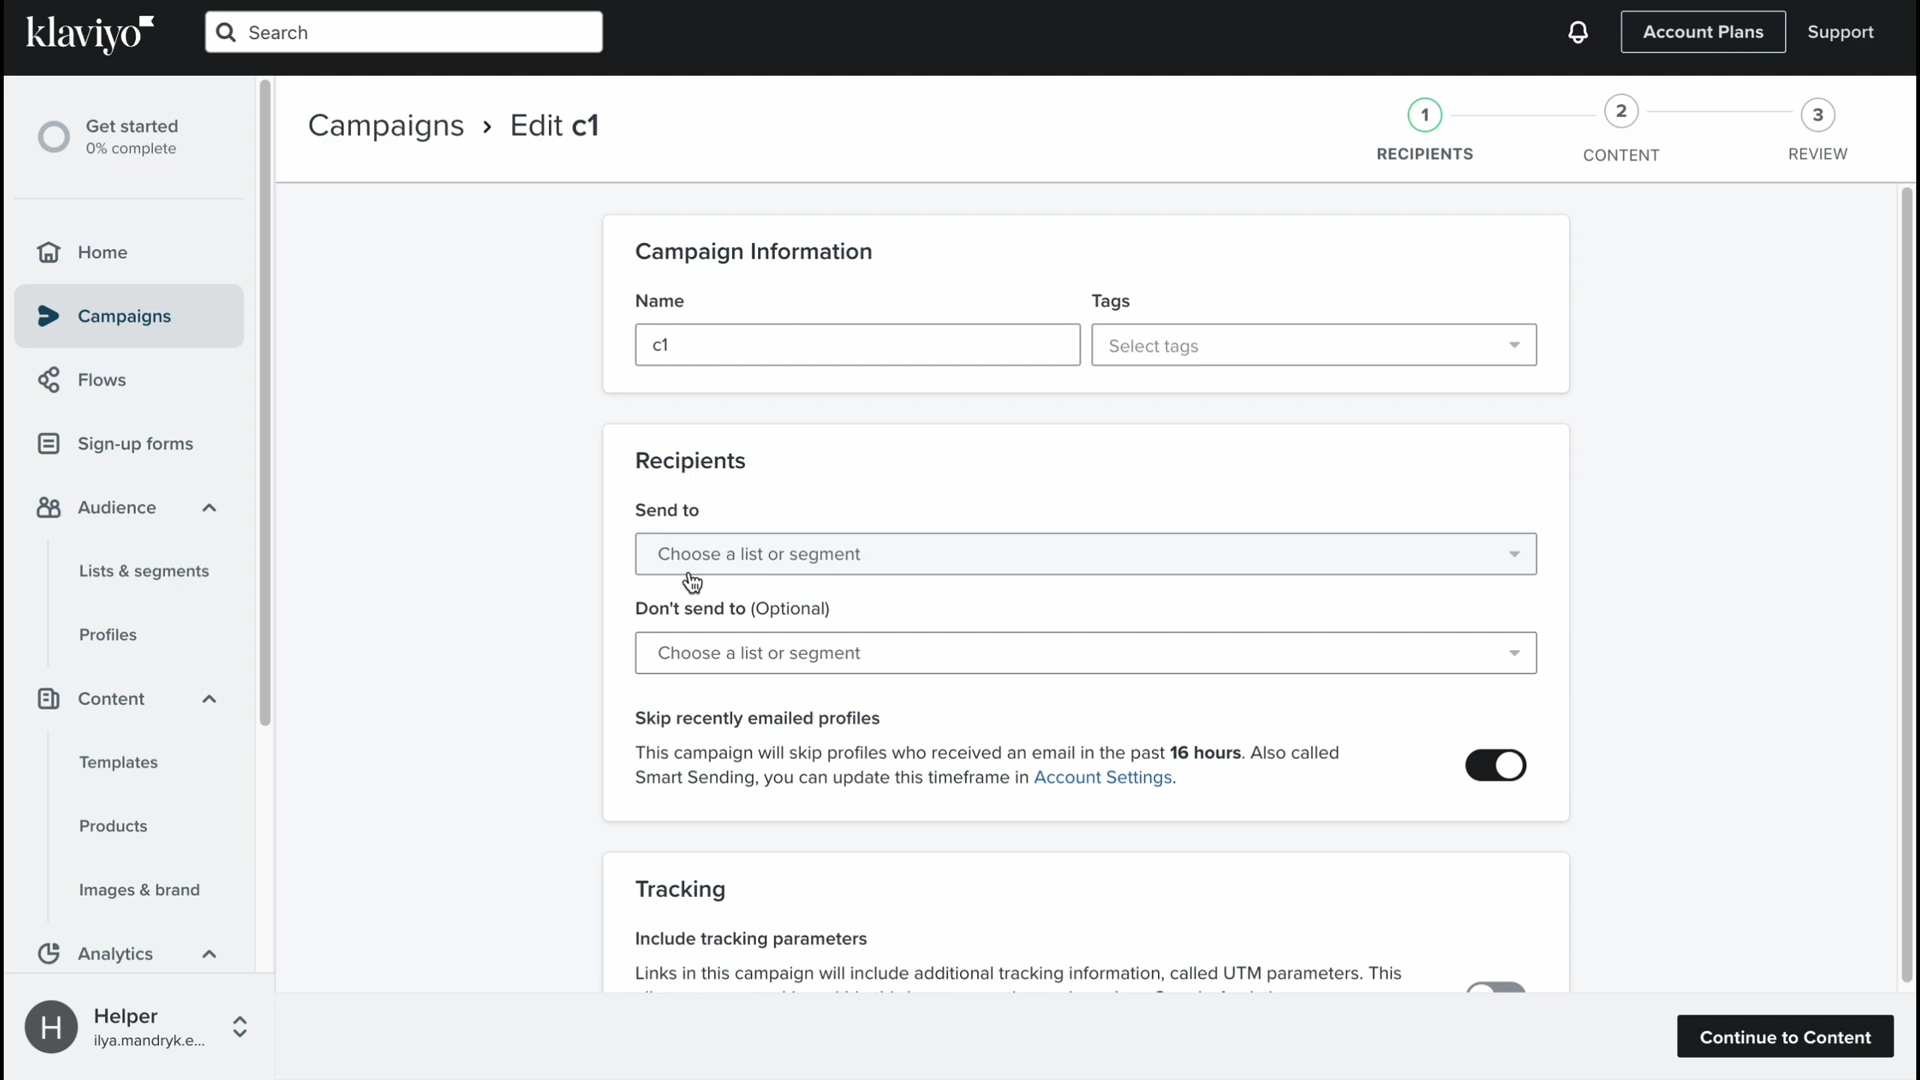 klaviyo
Search
Account Plans
Support
Get started
0% complete
Home
Campaigns
Flows
Sign-up forms
Audience
Lists & segments
Profiles
Content
Templates
Products
Images & brand
Analytics
H
Helper
ilya.mandryk.e...
Campaigns › Edit c1
1
RECIPIENTS
2
CONTENT
3
REVIEW
Campaign Information
Name
Tags
c1
Select tags
Recipients
Send to
Choose a list or segment
Don't send to (Optional)
Choose a list or segment
Skip recently emailed profiles
This campaign will skip profiles who received an email in the past 16 hours. Also called
Smart Sending, you can update this timeframe in Account Settings.
Tracking
Include tracking parameters
Links in this campaign will include additional tracking information, called UTM parameters. This
Continue to Content